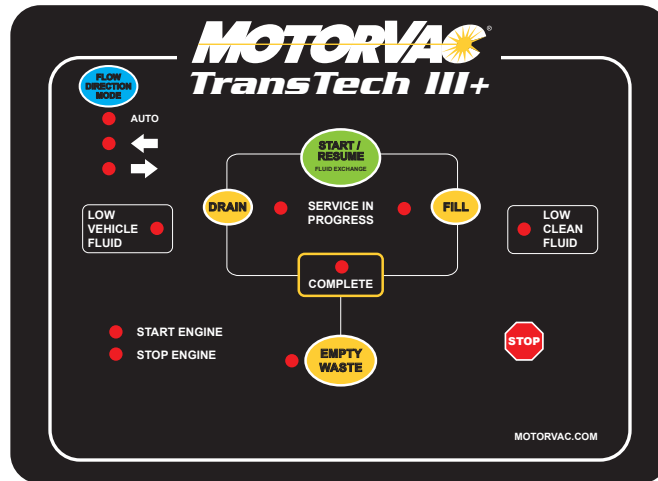 MOTORVAC®
TransTech III+
FLOW
DIRECTION
MODE
AUTO
START /
RESUME
FLUID EXCHANGE
DRAIN
SERVICE IN
PROGRESS
FILL
LOW
VEHICLE
FLUID
LOW
CLEAN
FLUID
COMPLETE
START ENGINE
STOP ENGINE
EMPTY
WASTE
STOP
MOTORVAC.COM